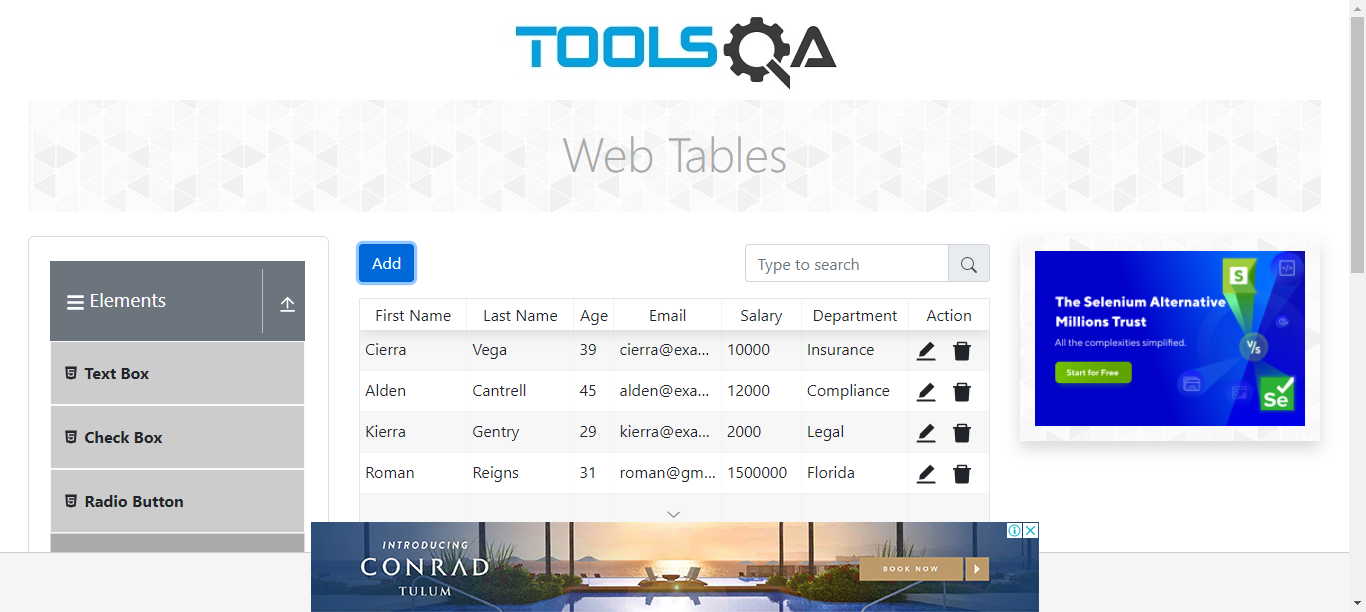 TOOLSQA
Web Tables
Elements
Text Box
Check Box
Radio Button
Add
Type to search
First Name Last Name Age Email Salary Department Action
Cierra Vega 39 cierra@exa... 10000 Insurance
Alden Cantrell 45 alden@exa... 12000 Compliance
Kierra Gentry 29 kierra@exa... 2000 Legal
Roman Reigns 31 roman@gm... 1500000 Florida
The Selenium Alternative
Millions Trust
All the complexities simplified.
Start for Free
S
V/s
Se
INTRODUCING
CONRAD
TULUM
BOOK NOW